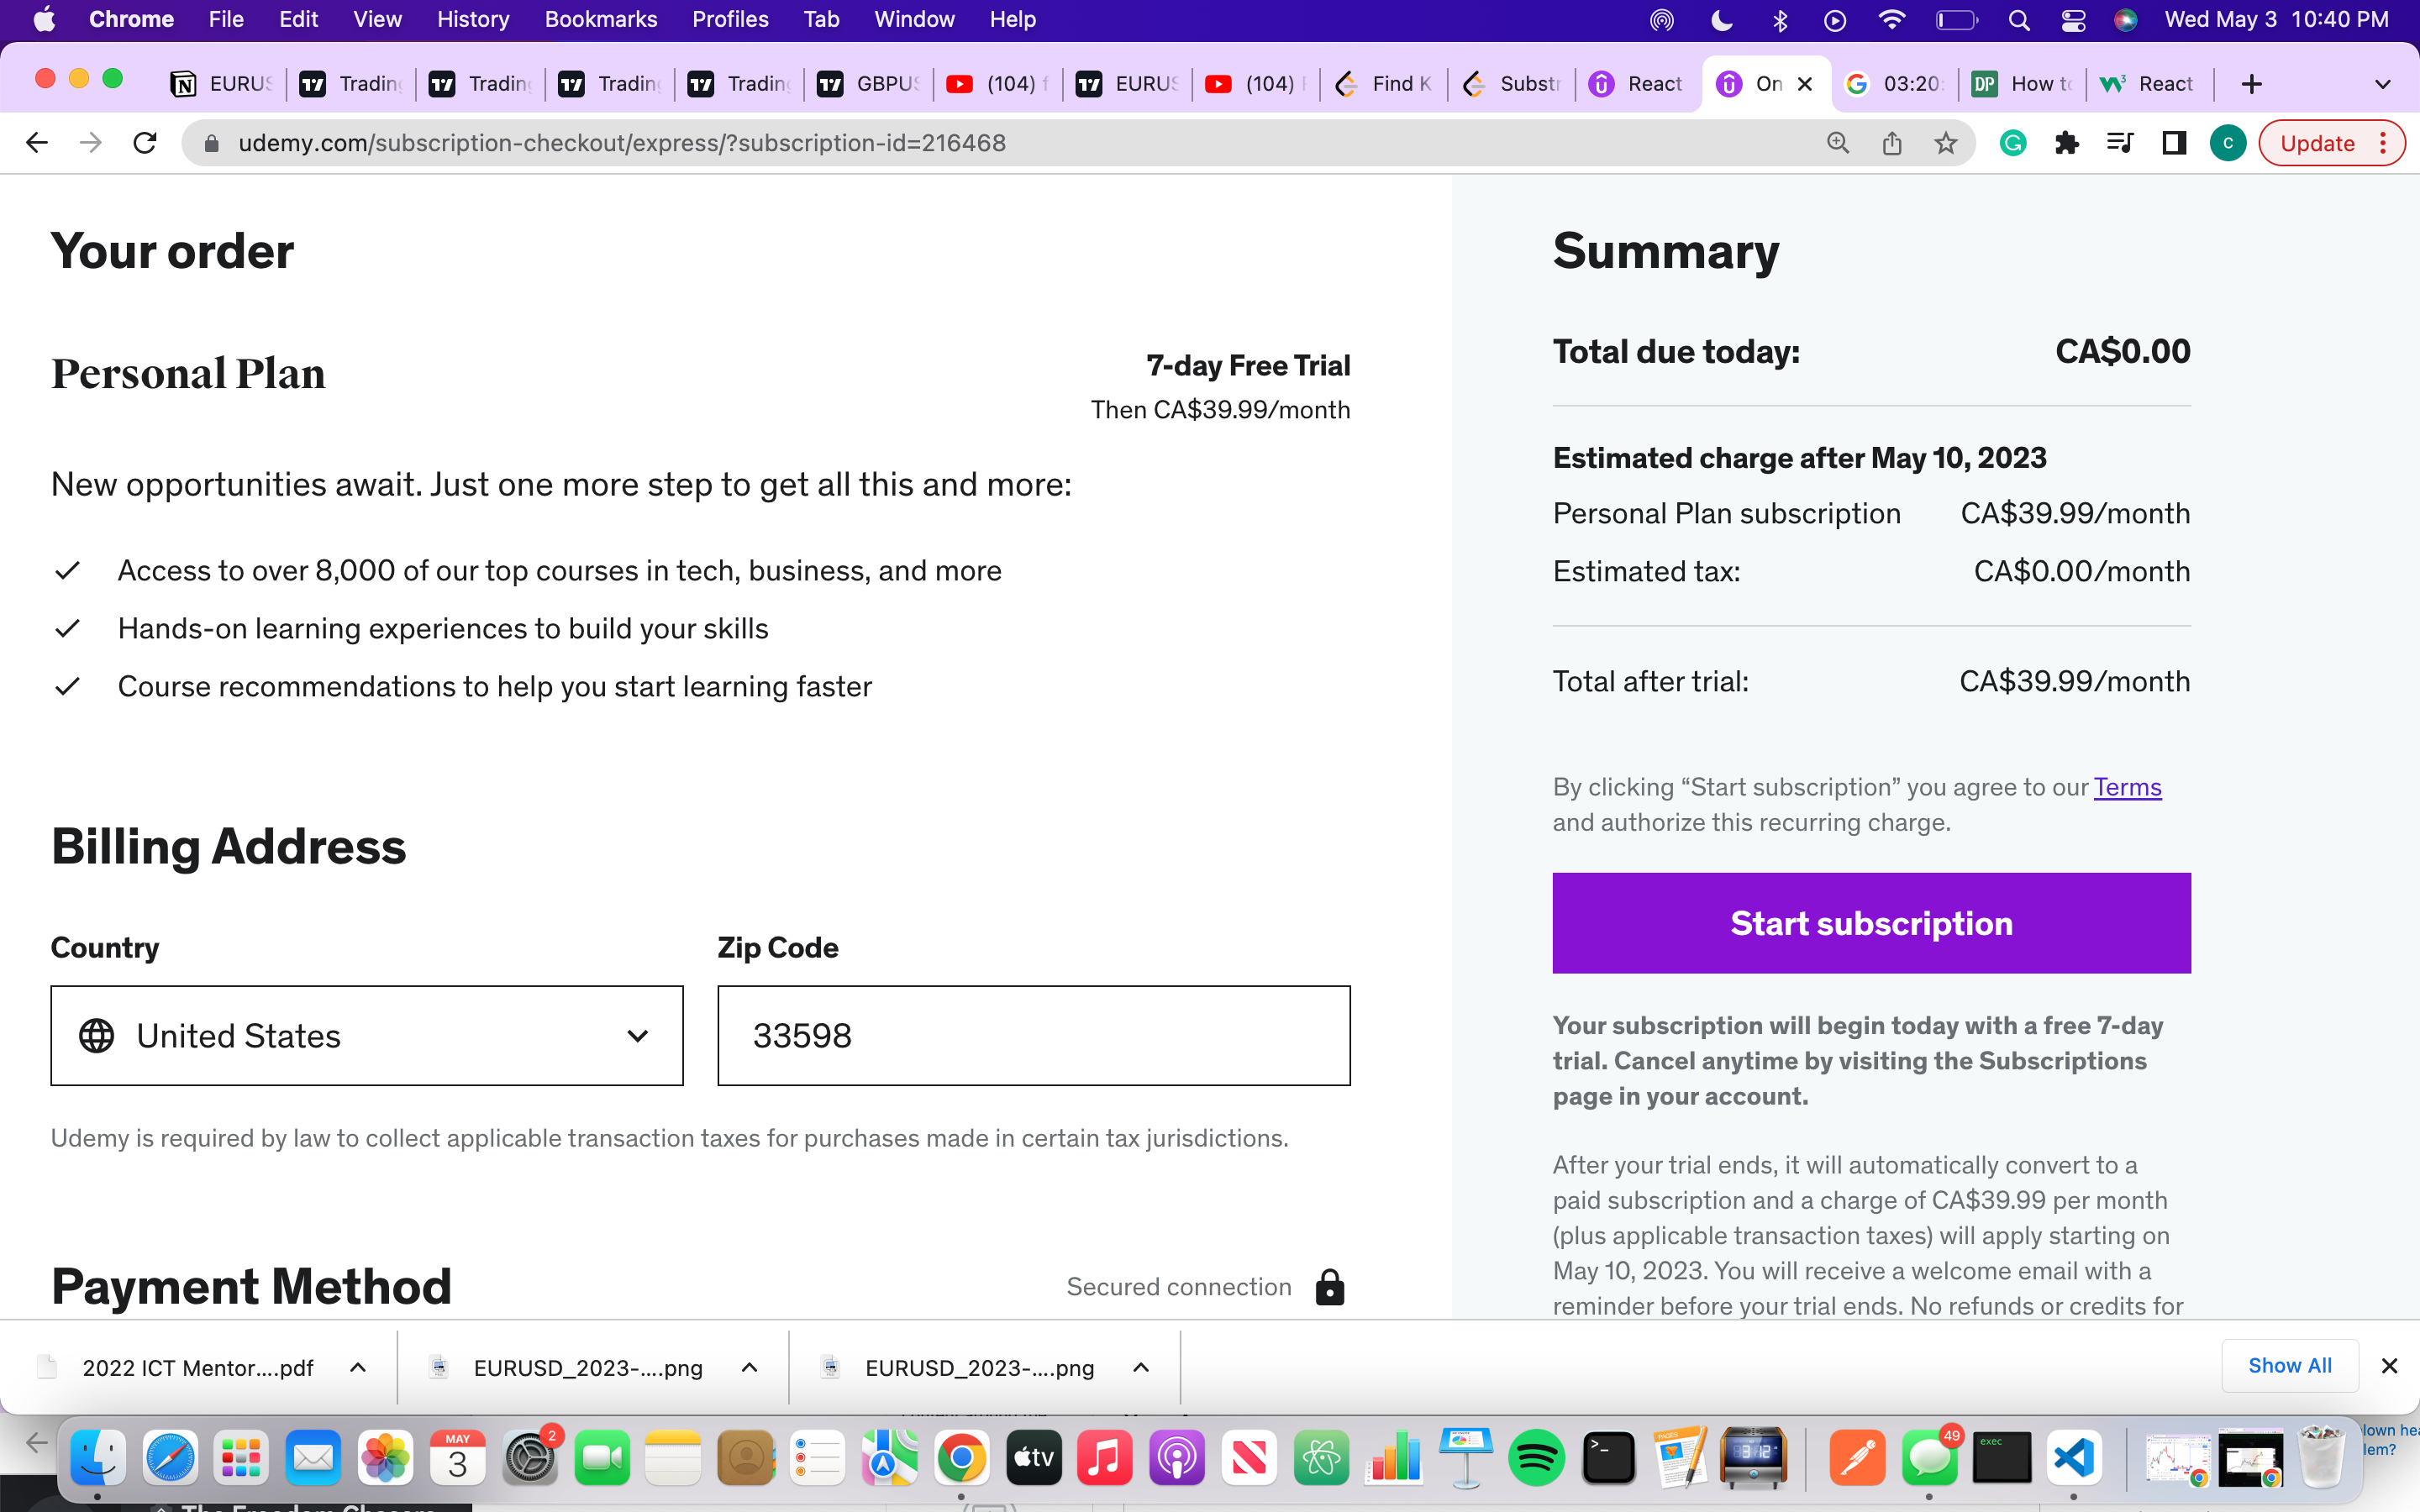 Chrome File Edit View History Bookmarks Profiles Tab Window Help Wed May 3 10:40 PM
EURUS Trading Trading Trading Trading GBPUS (104) f EURUS (104) Find K Substr React On 03:20: How to React
udemy.com/subscription-checkout/express/?subscription-id=216468 C Update
Your order
Personal Plan
7-day Free Trial
Then CA$39.99/month
New opportunities await. Just one more step to get all this and more:
Access to over 8,000 of our top courses in tech, business, and more
Hands-on learning experiences to build your skills
Course recommendations to help you start learning faster
Billing Address
Country
United States
Zip Code
33598
Udemy is required by law to collect applicable transaction taxes for purchases made in certain tax jurisdictions.
Payment Method
Secured connection
Summary
Total due today: CA$0.00
Estimated charge after May 10, 2023
Personal Plan subscription CA$39.99/month
Estimated tax: CA$0.00/month
Total after trial: CA$39.99/month
By clicking “Start subscription” you agree to our Terms
and authorize this recurring charge.
Start subscription
Your subscription will begin today with a free 7-day
trial. Cancel anytime by visiting the Subscriptions
page in your account.
After your trial ends, it will automatically convert to a
paid subscription and a charge of CA$39.99 per month
(plus applicable transaction taxes) will apply starting on
May 10, 2023. You will receive a welcome email with a
reminder before your trial ends. No refunds or credits for
2022 ICT Mentor....pdf EURUSD_2023-....png EURUSD_2023-....png Show All
MAY
3
2
tv
PAGES
49
exec
lown hea
lem?